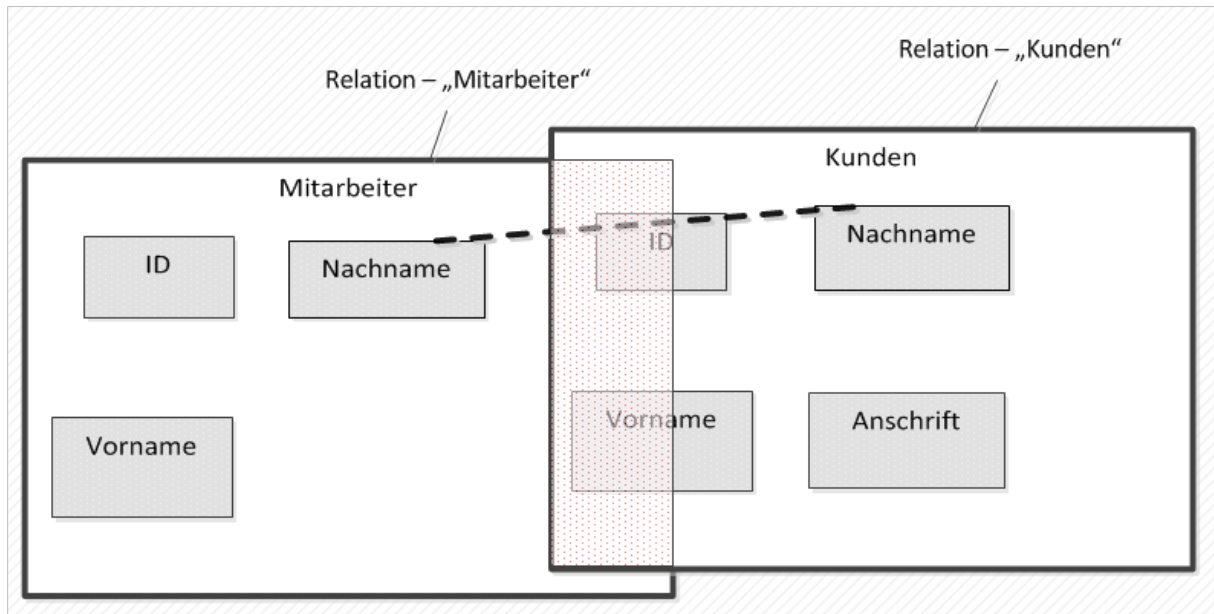 Relation – „Kunden“
Relation – „Mitarbeiter“
Kunden
Mitarbeiter
ID
Nachname
ID
Nachname
Vorname
Vorname
Anschrift